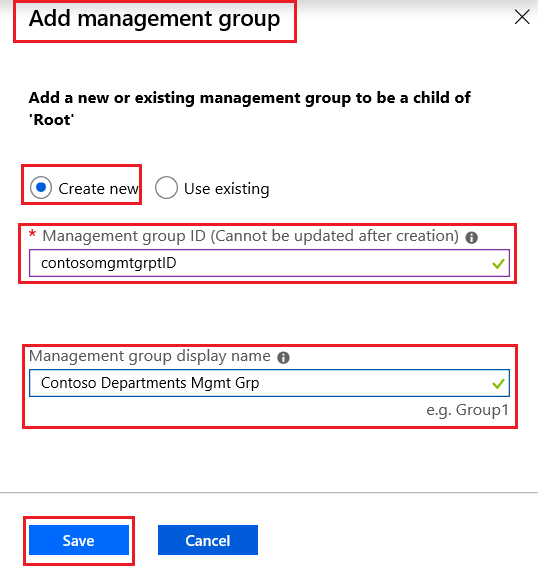 Add management group
Add a new or existing management group to be a child of
'Root'
Create new
Use existing
* Management group ID (Cannot be updated after creation)
contosomgmtgrptID
Management group display name
Contoso Departments Mgmt Grp
e.g. Group1
Save
Cancel